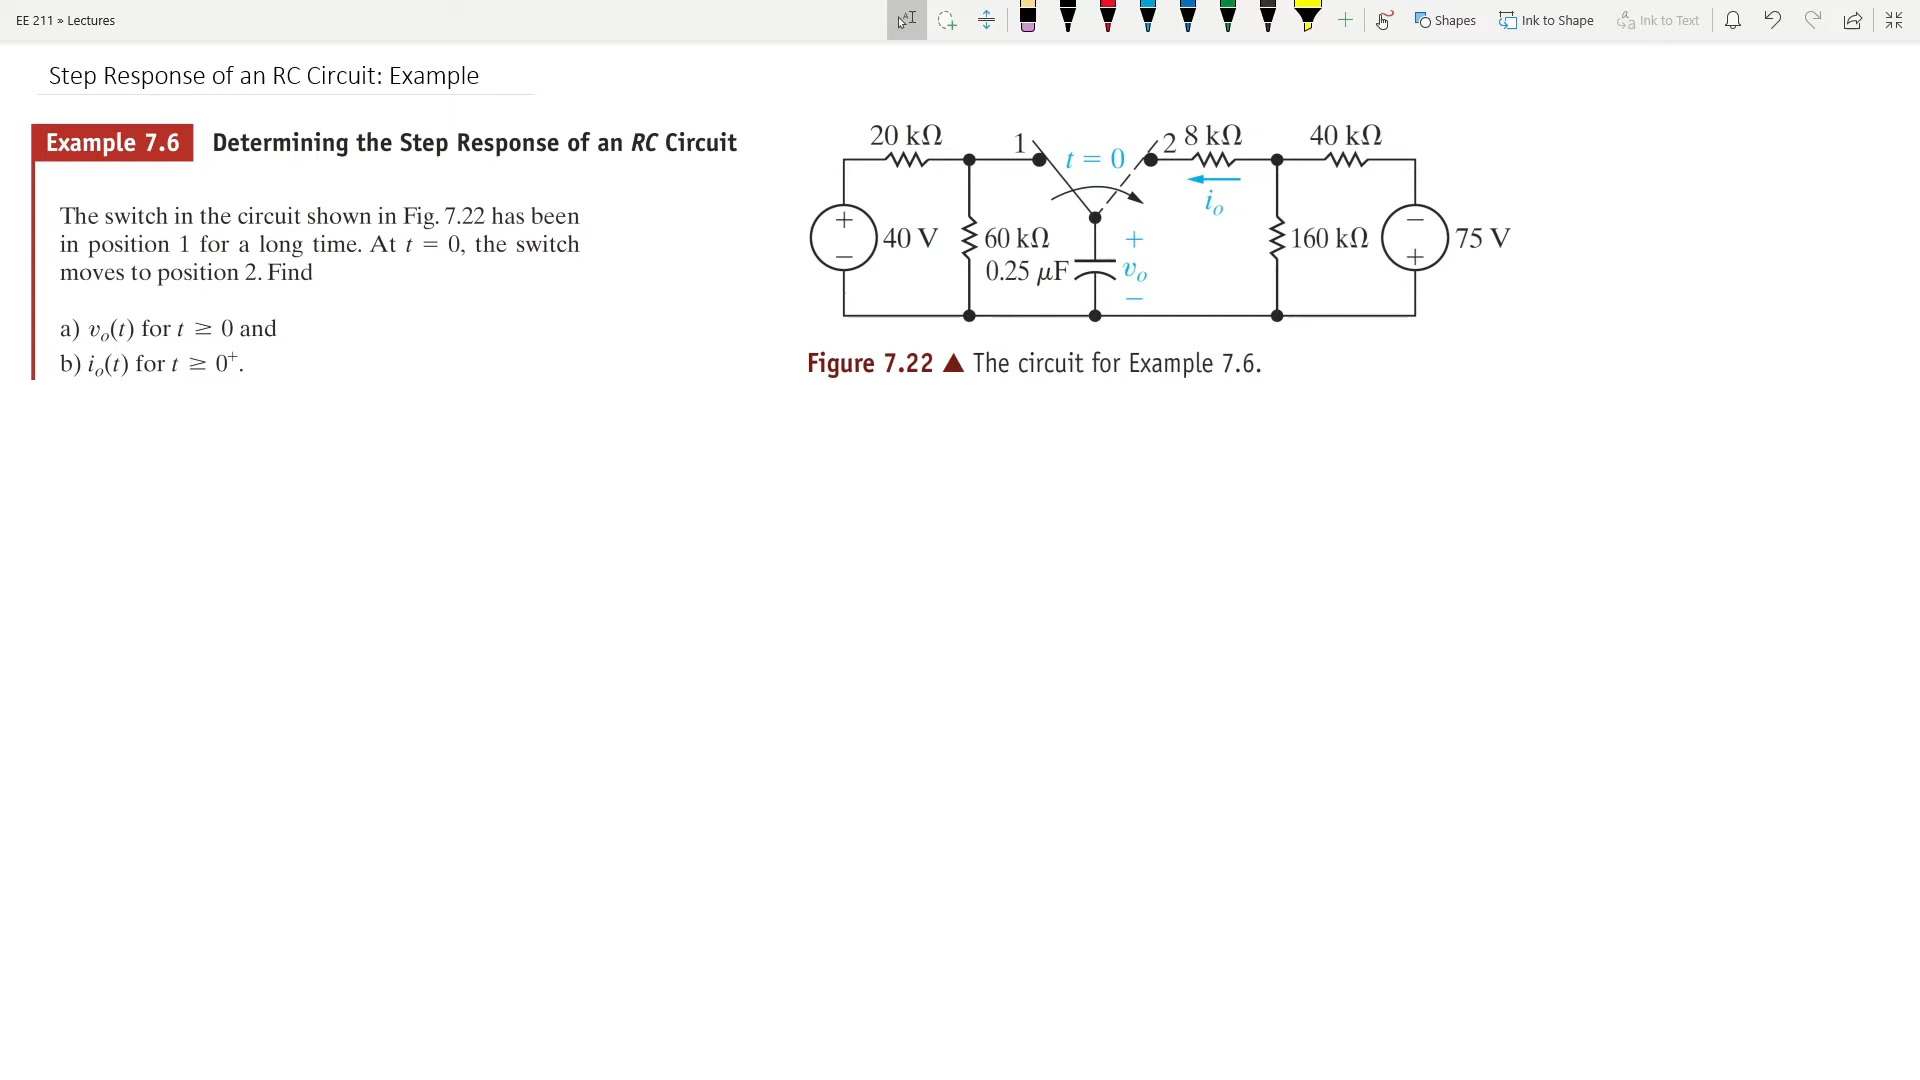 EE 211 » Lectures
Shapes
Ink to Shape
Ink to Text
Step Response of an RC Circuit: Example
Example 7.6 Determining the Step Response of an RC Circuit
The switch in the circuit shown in Fig. 7.22 has been
in position 1 for a long time. At t = 0, the switch
moves to position 2. Find
a) vₒ(t) for t ≥ 0 and
b) iₒ(t) for t ≥ 0⁺.
20 kΩ
1
t = 0
2
8 kΩ
40 kΩ
iₒ
+
−
40 V
60 kΩ
0.25 μF
+
vₒ
−
160 kΩ
−
+
75 V
Figure 7.22 ▲ The circuit for Example 7.6.